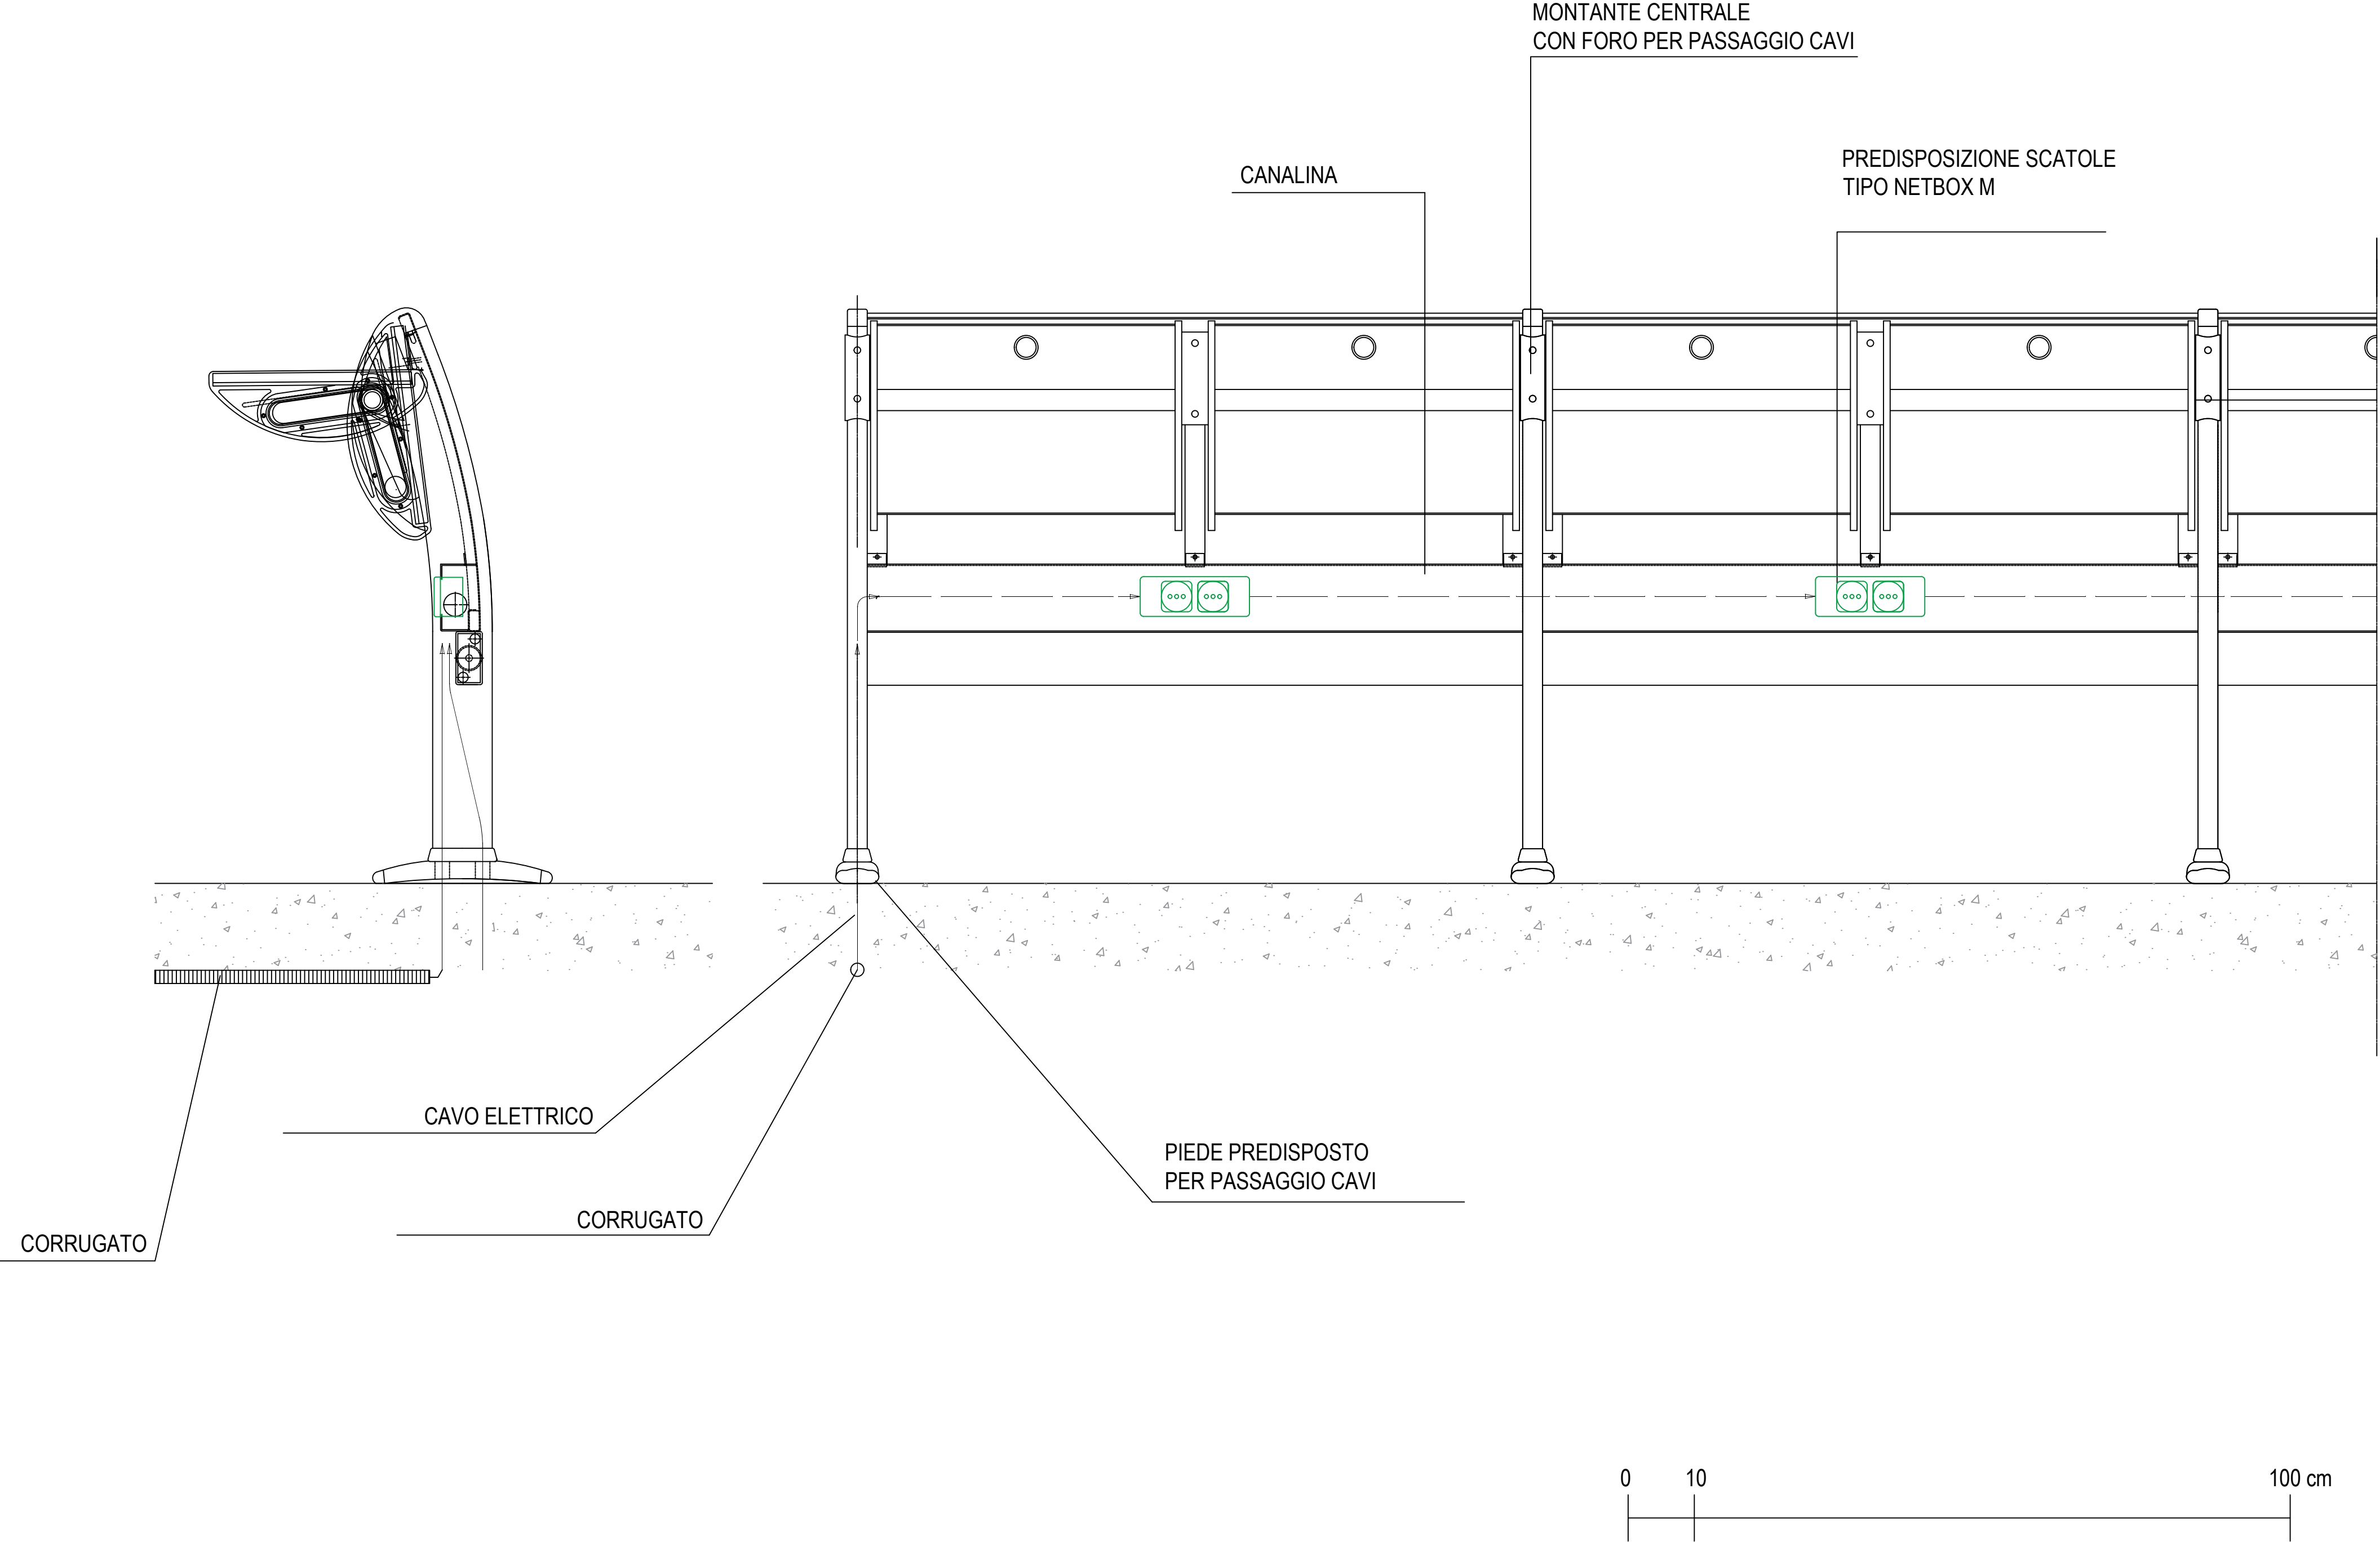 MONTANTE CENTRALE
CON FORO PER PASSAGGIO CAVI
PREDISPOSIZIONE SCATOLE
TIPO NETBOX M
CANALINA
CAVO ELETTRICO
PIEDE PREDISPOSTO
PER PASSAGGIO CAVI
CORRUGATO
CORRUGATO
0 10 100 cm